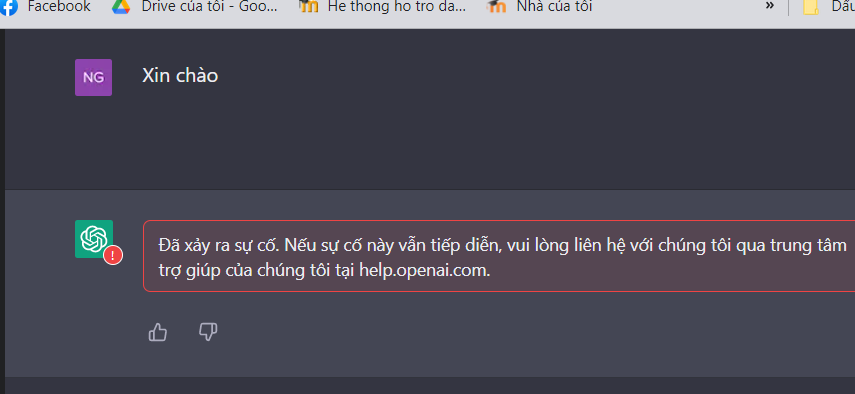 Facebook Drive của tôi - Goo... He thong ho tro da... Nhà của tôi » Dấu
NG Xin chào
Đã xảy ra sự cố. Nếu sự cố này vẫn tiếp diễn, vui lòng liên hệ với chúng tôi qua trung tâm
trợ giúp của chúng tôi tại help.openai.com.